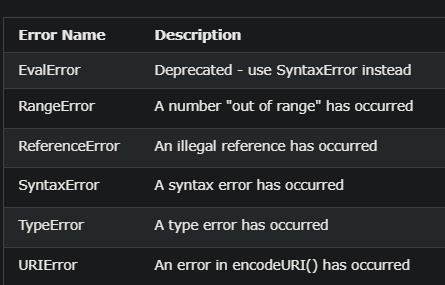 Error Name Description
EvalError Deprecated - use SyntaxError instead
RangeError A number "out of range" has occurred
ReferenceError An illegal reference has occurred
SyntaxError A syntax error has occurred
TypeError A type error has occurred
URIError An error in encodeURI() has occurred